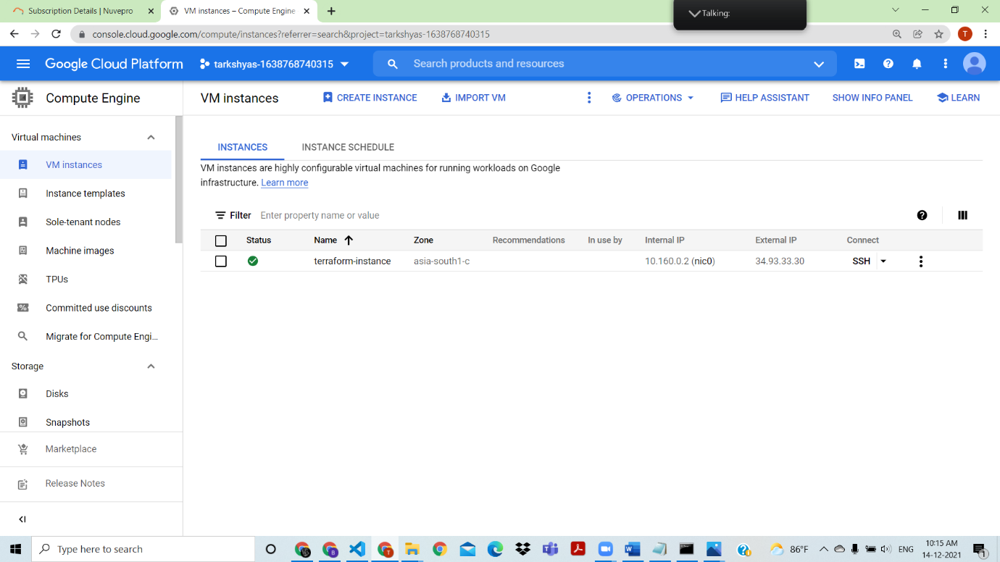 Subscription Details | Nuvepro
VM instances – Compute Engine
Talking:
console.cloud.google.com/compute/instances?referrer=search&project=tarkshyas-1638768740315
T
Google Cloud Platform
tarkshyas-1638768740315
Search products and resources
Compute Engine
VM instances
CREATE INSTANCE
IMPORT VM
OPERATIONS
HELP ASSISTANT
SHOW INFO PANEL
LEARN
Virtual machines
VM instances
Instance templates
Sole-tenant nodes
Machine images
TPUs
Committed use discounts
Migrate for Compute Engi...
Storage
Disks
Snapshots
Marketplace
Release Notes
INSTANCES
INSTANCE SCHEDULE
VM instances are highly configurable virtual machines for running workloads on Google
infrastructure. Learn more
Filter Enter property name or value
Status Name Zone Recommendations In use by Internal IP External IP Connect
terraform-instance asia-south1-c 10.160.0.2 (nic0) 34.93.33.30 SSH
Type here to search
86°F
ENG
10:15 AM
14-12-2021
1